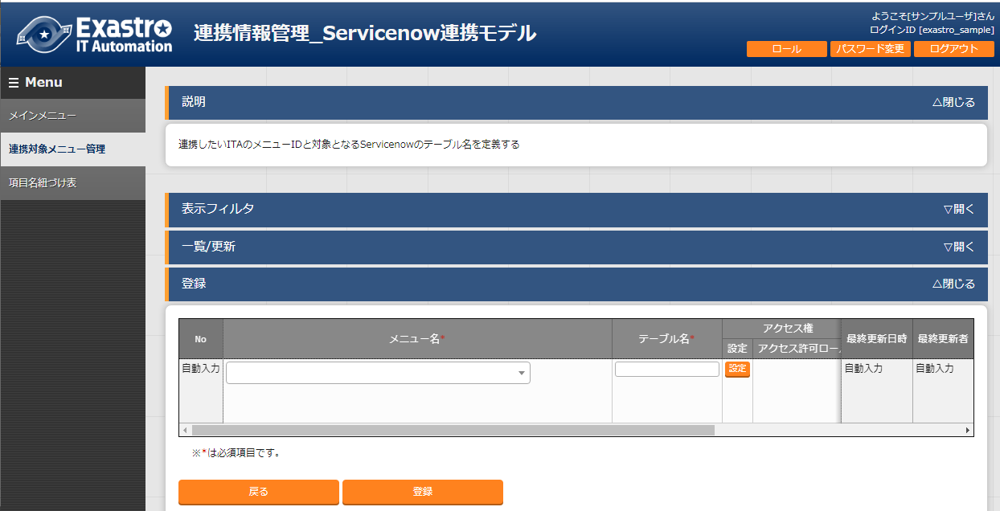 Exastro
IT Automation
連携情報管理_Servicenow連携モデル
ようこそ[サンプルユーザ]さん
ログインID [exastro_sample]
ロール パスワード変更 ログアウト
☰ Menu
メインメニュー
連携対象メニュー管理
項目名紐づけ表
説明 △閉じる
連携したいITAのメニューIDと対象となるServicenowのテーブル名を定義する
表示フィルタ ▽開く
一覧/更新 ▽開く
登録 △閉じる
No メニュー名* テーブル名* アクセス権 最終更新日時 最終更新者
設定 アクセス許可ロー
自動入力 設定 自動入力 自動入力
※*は必須項目です。
戻る 登録